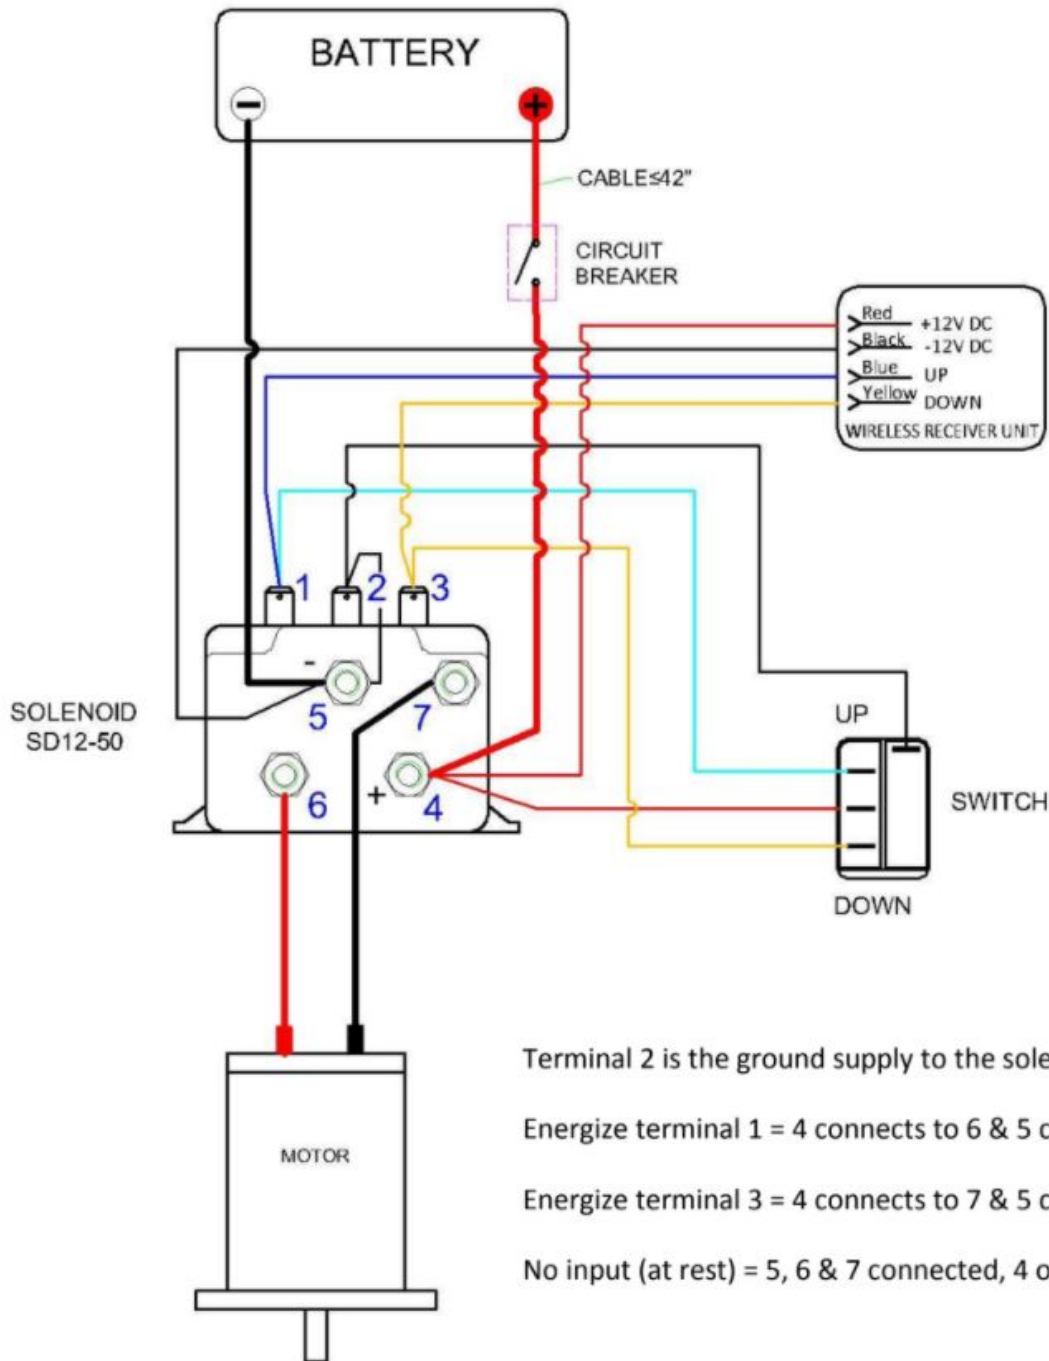 BATTERY
CABLE≤42"
CIRCUIT
BREAKER
Red +12V DC
Black -12V DC
Blue UP
Yellow DOWN
WIRELESS RECEIVER UNIT
1 2 3
-
5 7
SOLENOID
SD12-50
+
6 4
UP
SWITCH
DOWN
MOTOR
Terminal 2 is the ground supply to the sole
Energize terminal 1 = 4 connects to 6 & 5 c
Energize terminal 3 = 4 connects to 7 & 5 c
No input (at rest) = 5, 6 & 7 connected, 4 o